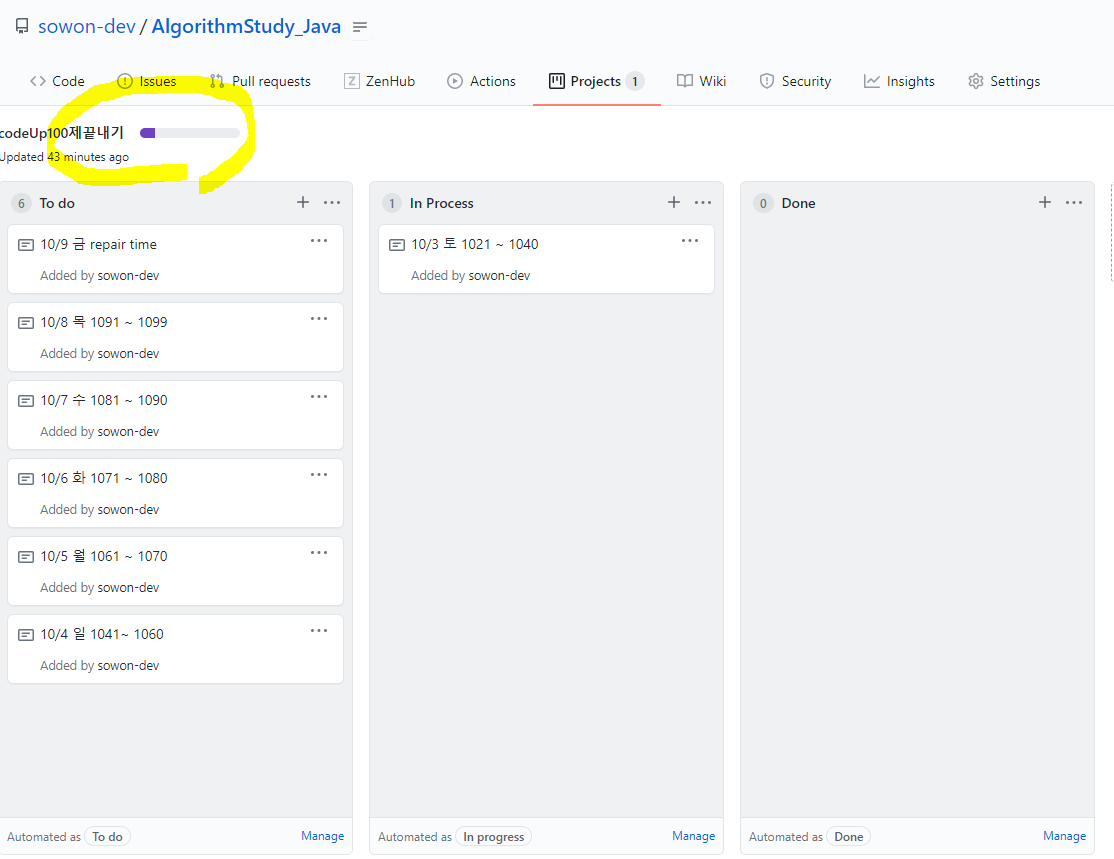 sowon-dev / AlgorithmStudy_Java
Code Issues Pull requests ZenHub Actions Projects 1 Wiki Security Insights Settings
codeUp100제끝내기
Updated 43 minutes ago
6 To do
10/9 금 repair time
Added by sowon-dev
10/8 목 1091 ~ 1099
Added by sowon-dev
10/7 수 1081 ~ 1090
Added by sowon-dev
10/6 화 1071 ~ 1080
Added by sowon-dev
10/5 월 1061 ~ 1070
Added by sowon-dev
10/4 일 1041~ 1060
Added by sowon-dev
Automated as To do Manage
1 In Process
10/3 토 1021 ~ 1040
Added by sowon-dev
Automated as In progress Manage
0 Done
Automated as Done Manage